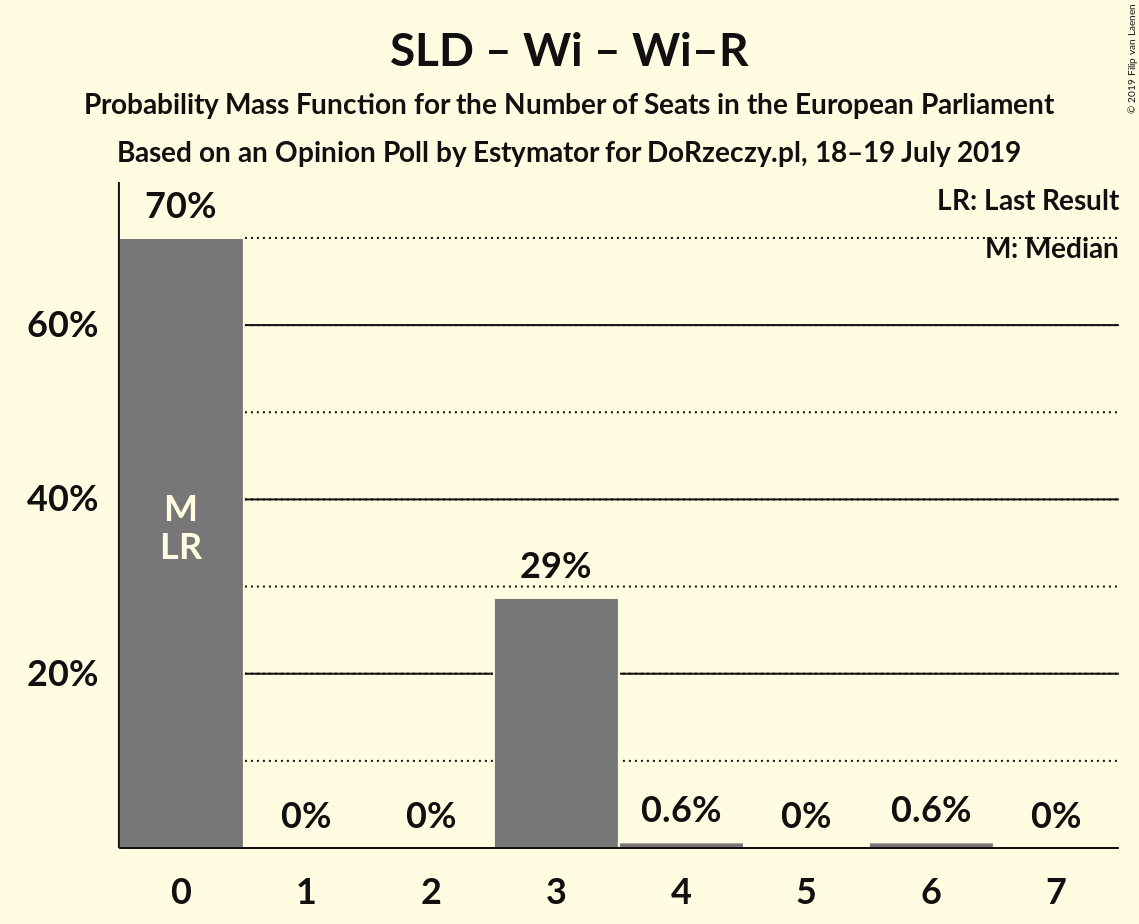 SLD – Wi – Wi–R
Probability Mass Function for the Number of Seats in the European Parliament
Based on an Opinion Poll by Estymator for DoRzeczy.pl, 18–19 July 2019
© 2019 Filip van Laenen
LR: Last Result
M: Median
70%
60%
40%
20%
M
LR
0%
0%
29%
0.6%
0%
0.6%
0%
0 1 2 3 4 5 6 7